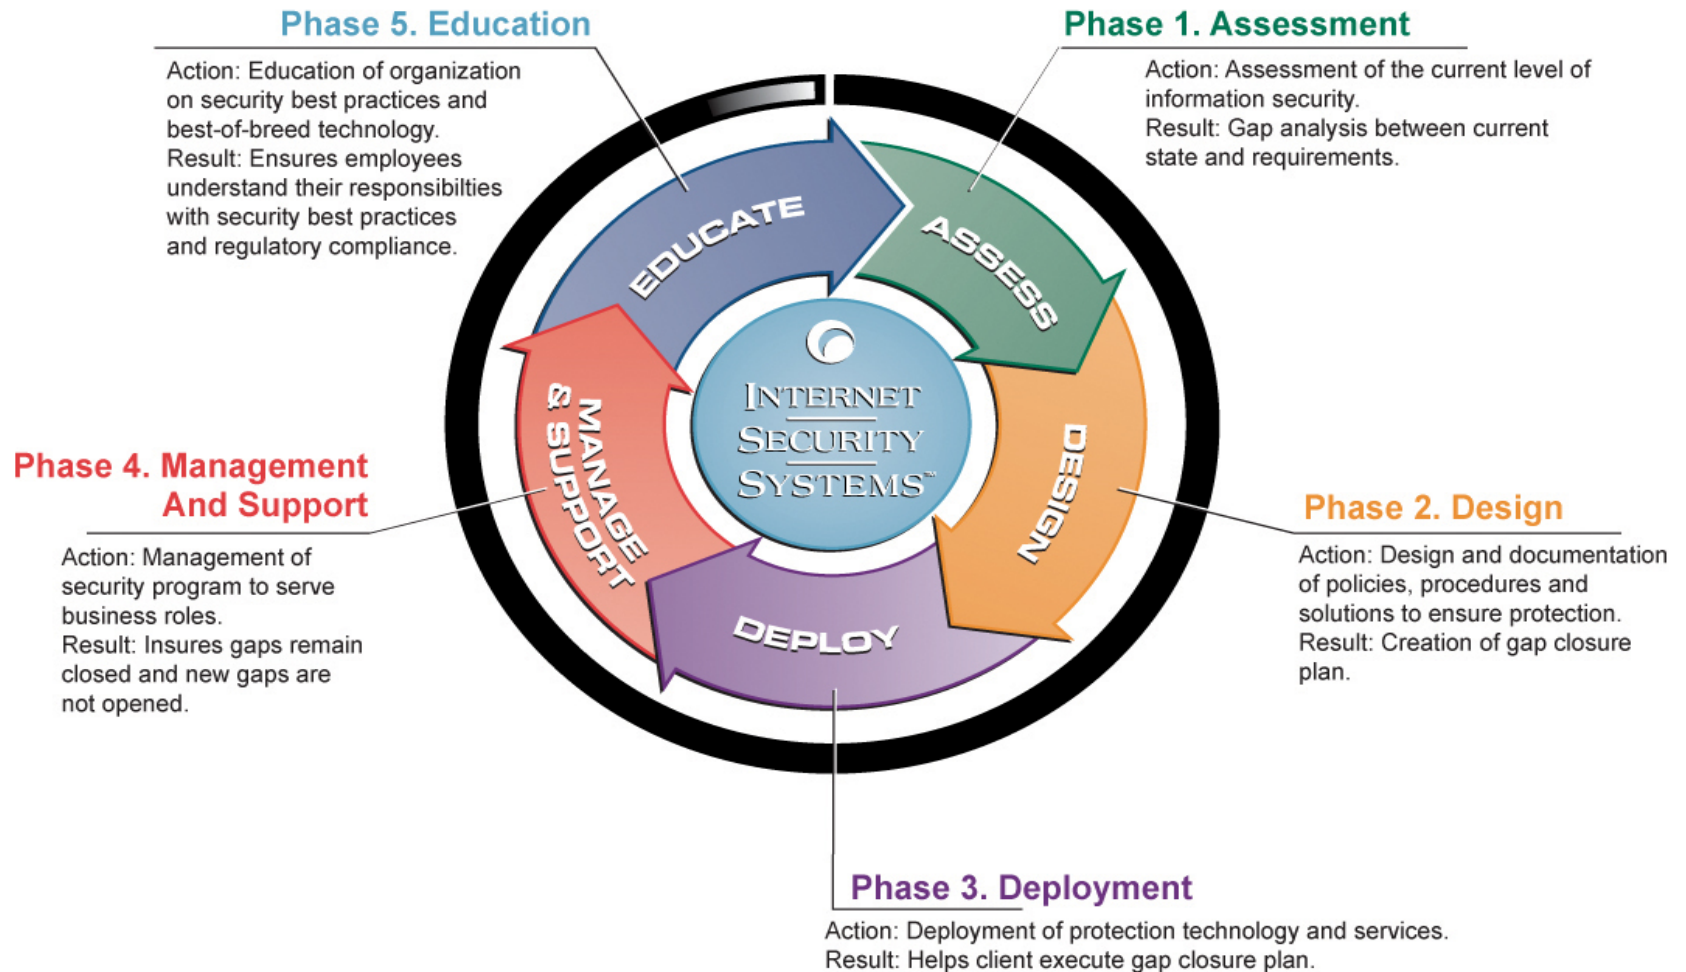 Phase 5. Education
Action: Education of organization
on security best practices and
best-of-breed technology.
Result: Ensures employees
understand their responsibilties
with security best practices
and regulatory compliance.
Phase 1. Assessment
Action: Assessment of the current level of
information security.
Result: Gap analysis between current
state and requirements.
EDUCATE
ASSESS
DESIGN
DEPLOY
MANAGE
& SUPPORT
INTERNET
SECURITY
SYSTEMS™
Phase 4. Management
And Support
Action: Management of
security program to serve
business roles.
Result: Insures gaps remain
closed and new gaps are
not opened.
Phase 2. Design
Action: Design and documentation
of policies, procedures and
solutions to ensure protection.
Result: Creation of gap closure
plan.
Phase 3. Deployment
Action: Deployment of protection technology and services.
Result: Helps client execute gap closure plan.